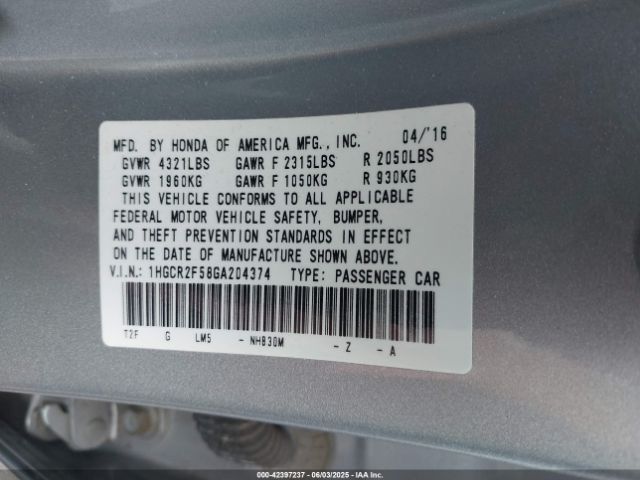 MFD. BY HONDA OF AMERICA MFG., INC. 04/'16
GVWR 4321LBS GAWR F 2315LBS R 2050LBS
GVWR 1960KG GAWR F 1050KG R 930KG
THIS VEHICLE CONFORMS TO ALL APPLICABLE
FEDERAL MOTOR VEHICLE SAFETY, BUMPER,
AND THEFT PREVENTION STANDARDS IN EFFECT
ON THE DATE OF MANUFACTURE SHOWN ABOVE.
V.I.N.: 1HGCR2F58GA204374 TYPE: PASSENGER CAR
T2F G LM5 - NH830M - Z - A
000-42397237 - 06/03/2025 - IAA Inc.